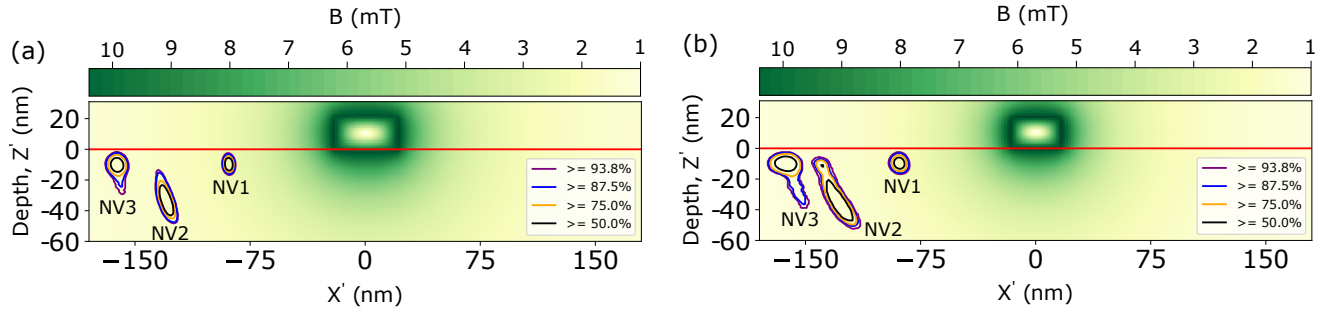 B (mT)
(a)
10 9 8 7 6 5 4 3 2 1
Depth, Z' (nm)
20
0
-20
-40
-60
NV3
NV2
NV1
>= 93.8%
>= 87.5%
>= 75.0%
>= 50.0%
−150 −75 0 75 150
X' (nm)
B (mT)
(b)
10 9 8 7 6 5 4 3 2 1
Depth, Z' (nm)
20
0
-20
-40
-60
NV3
NV2
NV1
>= 93.8%
>= 87.5%
>= 75.0%
>= 50.0%
−150 −75 0 75 150
X' (nm)